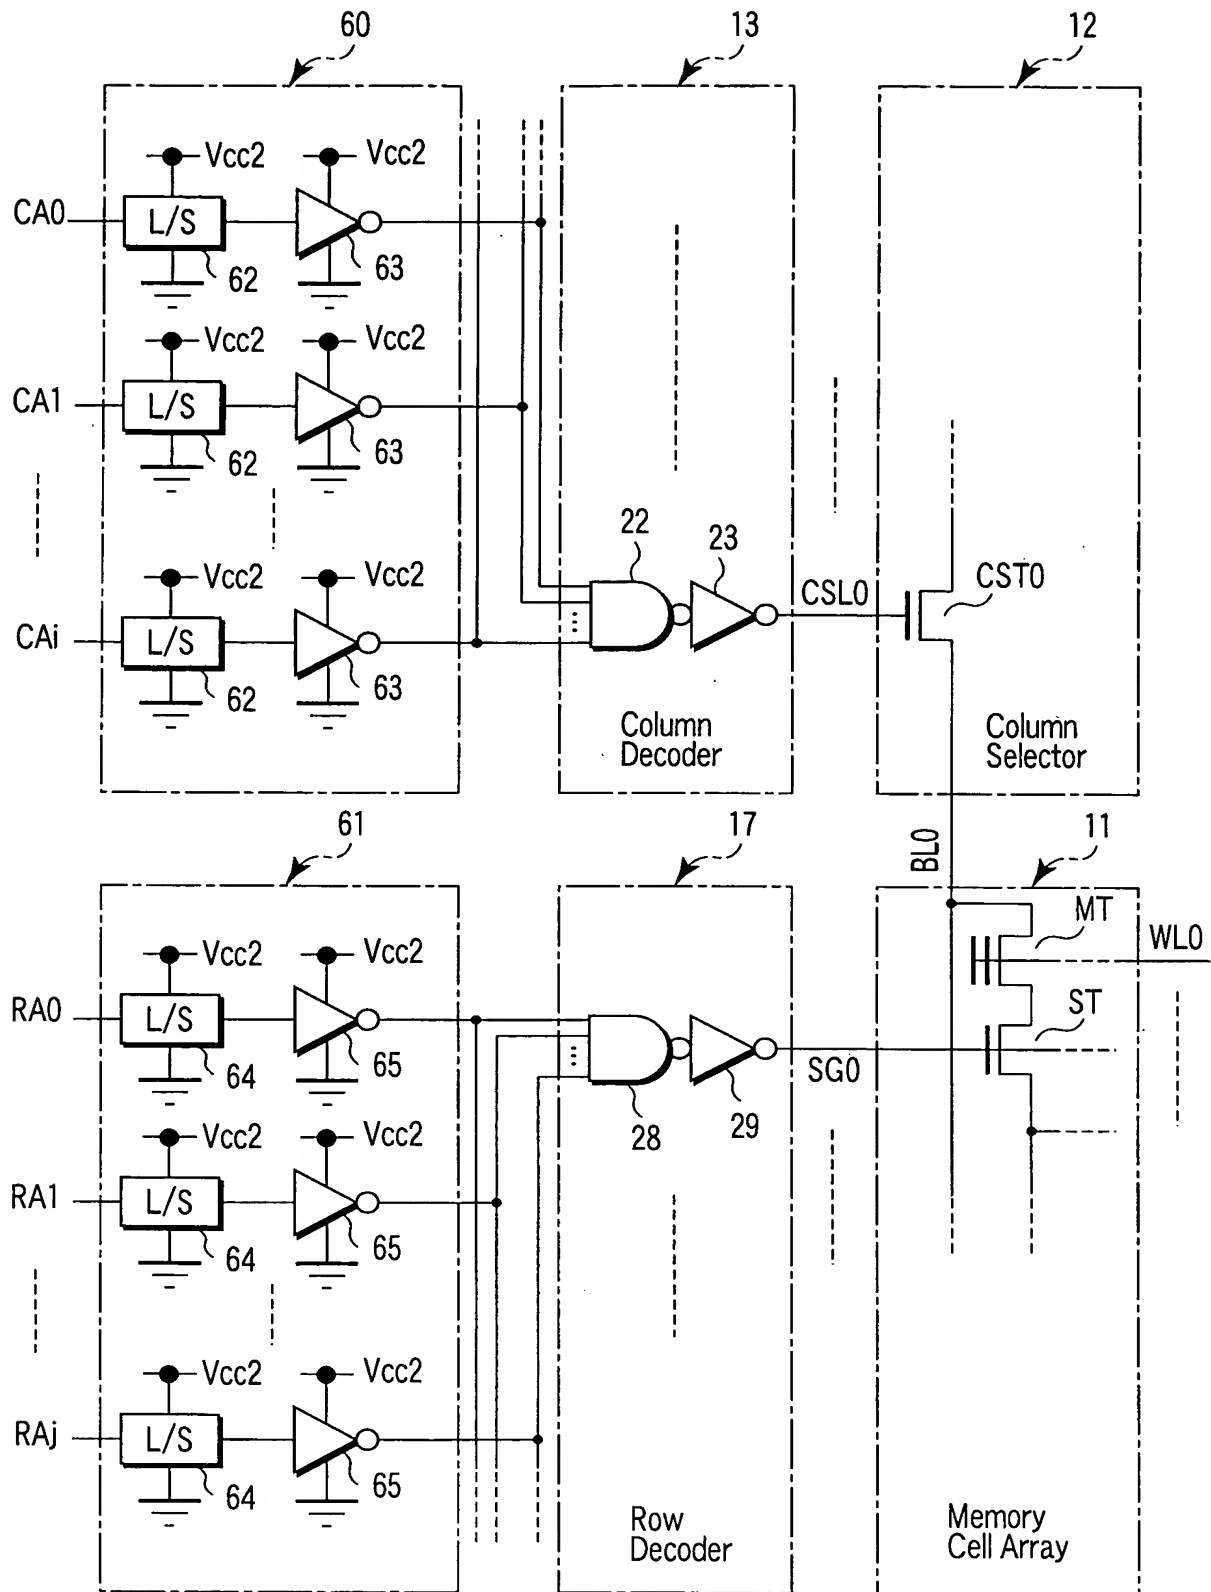 60
13
12
Vcc2
Vcc2
CA0
L/S
62
63
Vcc2
Vcc2
CA1
L/S
62
63
22
23
Vcc2
Vcc2
CSL0
CST0
CAi
L/S
62
63
Column
Decoder
Column
Selector
61
17
BL0
11
MT
WL0
Vcc2
Vcc2
RA0
L/S
64
65
ST
SG0
28
29
Vcc2
Vcc2
RA1
L/S
64
65
Vcc2
Vcc2
RAj
L/S
64
65
Row
Decoder
Memory
Cell Array